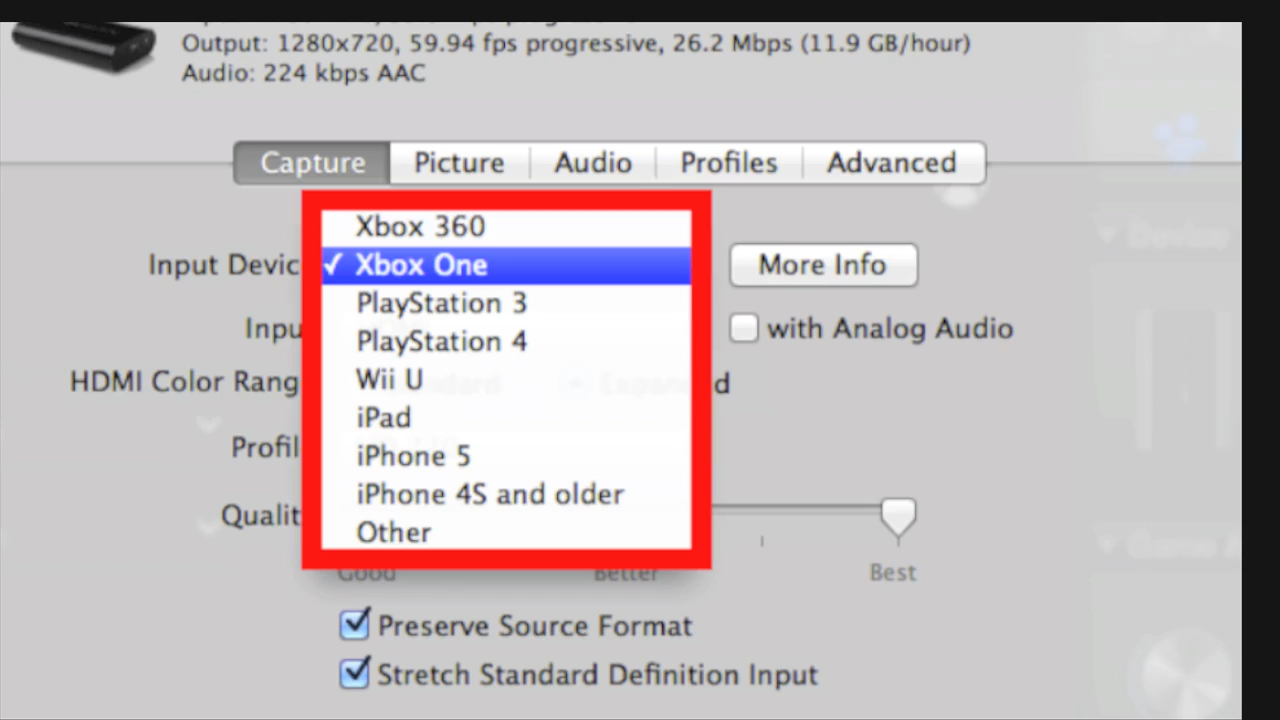 Output: 1280x720, 59.94 fps progressive, 26.2 Mbps (11.9 GB/hour)
Audio: 224 kbps AAC
Capture Picture Audio Profiles Advanced
Xbox 360
Input Devic ✓ Xbox One More Info
PlayStation 3
Inpu with Analog Audio
PlayStation 4
HDMI Color Rang Wii U d
iPad
Profil iPhone 5
iPhone 4S and older
Qualit Other
Good Better Best
Preserve Source Format
Stretch Standard Definition Input